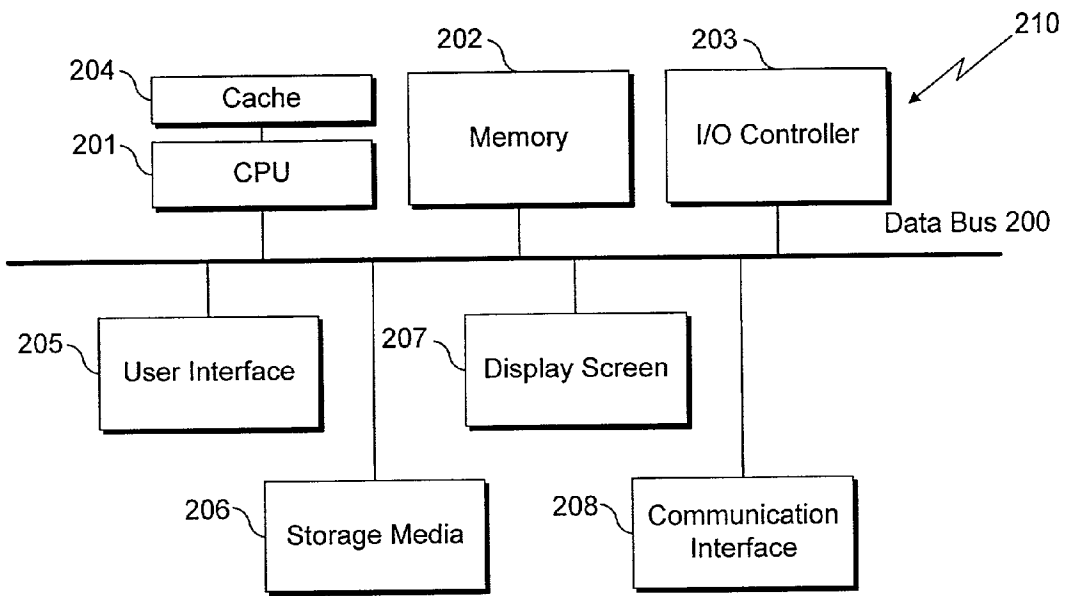 210
202
203
204
Cache
Memory
I/O Controller
201
CPU
Data Bus 200
205
User Interface
207
Display Screen
206
Storage Media
208
Communication
Interface